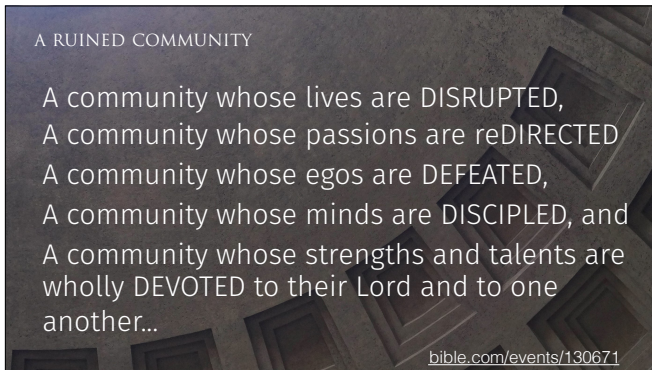 A RUINED COMMUNITY
A community whose lives are DISRUPTED,
A community whose passions are reDIRECTED
A community whose egos are DEFEATED,
A community whose minds are DISCIPLED, and
A community whose strengths and talents are
wholly DEVOTED to their Lord and to one
another...
bible.com/events/130671